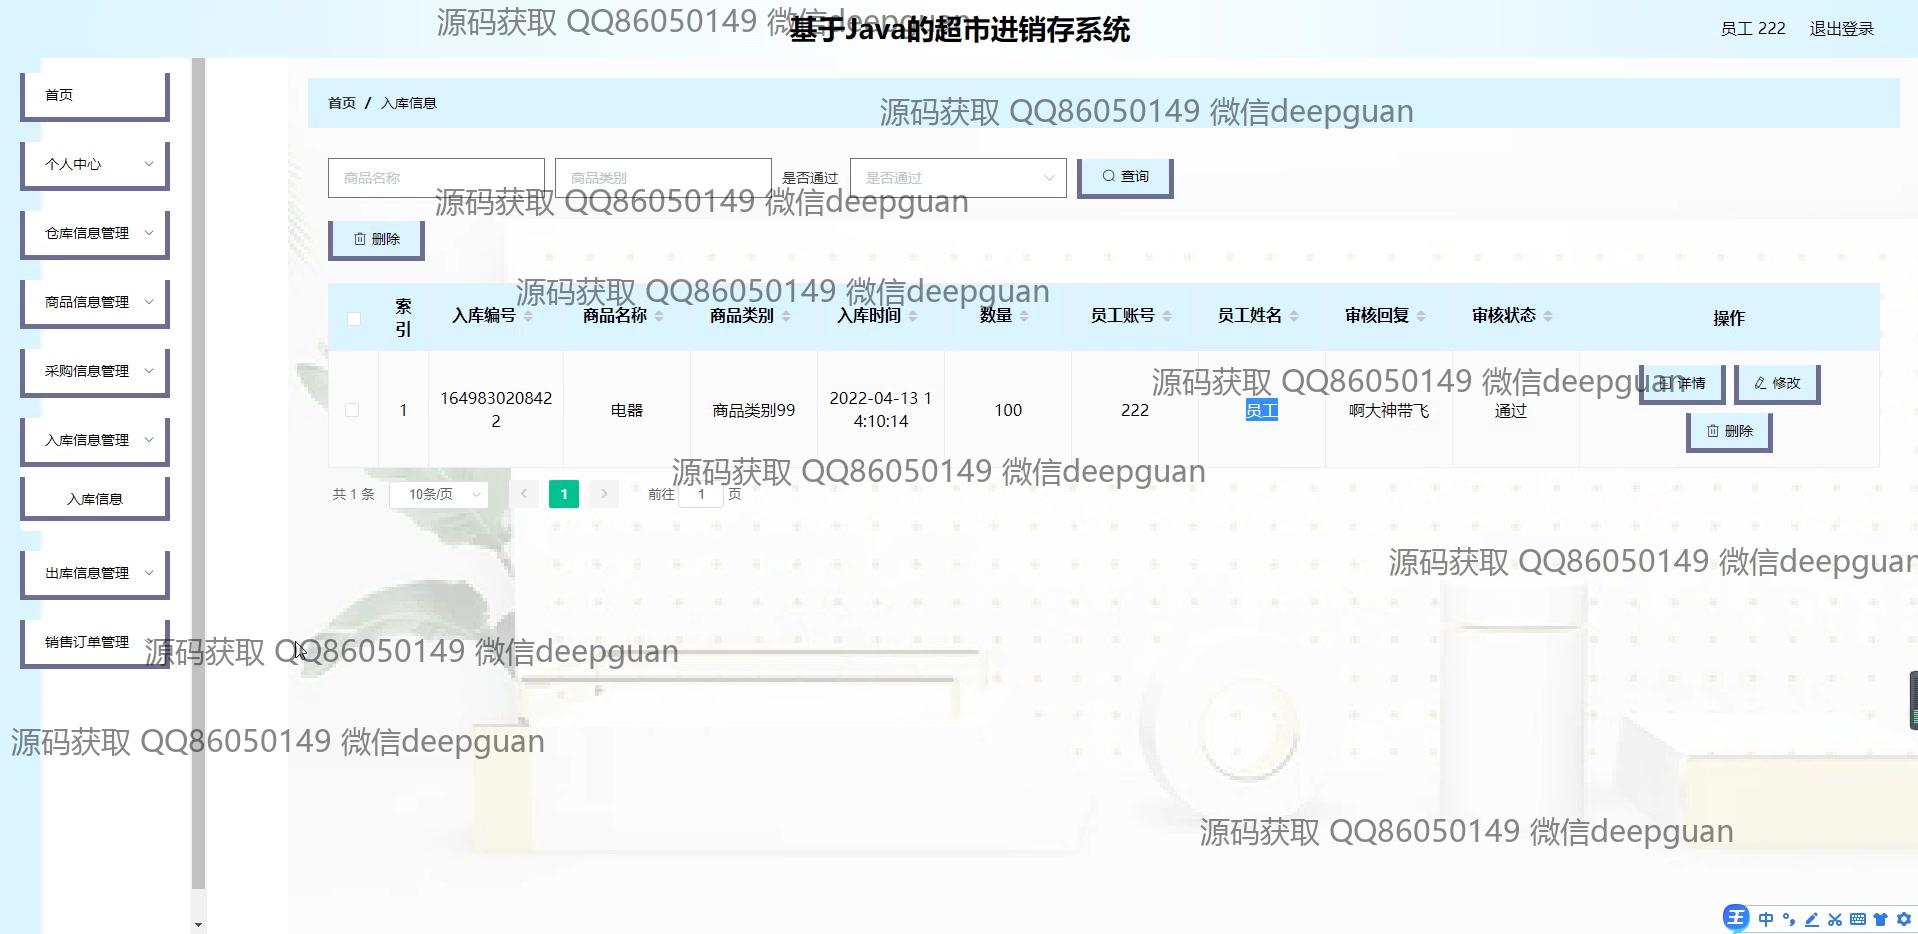 源码获取 QQ86050149 微信deepguan
基于Java的超市进销存系统
员工 222 退出登录
首页
个人中心
仓库信息管理
商品信息管理
采购信息管理
入库信息管理
入库信息
出库信息管理
销售订单管理
首页 / 入库信息
源码获取 QQ86050149 微信deepguan
商品名称 商品类别 是否通过 是否通过 查询
源码获取 QQ86050149 微信deepguan
删除
源码获取 QQ86050149 微信deepguan
索引 入库编号 商品名称 商品类别 入库时间 数量 员工账号 员工姓名 审核回复 审核状态 操作
源码获取 QQ86050149 微信deepguan
详情 修改
1 164983020842 电器 商品类别99 2022-04-13 1 100 222 员工 啊大神带飞 通过
2 4:10:14
删除
源码获取 QQ86050149 微信deepguan
共 1 条 10条/页 1 前往 1 页
源码获取 QQ86050149 微信deepguan
源码获取 QQ86050149 微信deepguan
源码获取 QQ86050149 微信deepguan
源码获取 QQ86050149 微信deepguan
王 中